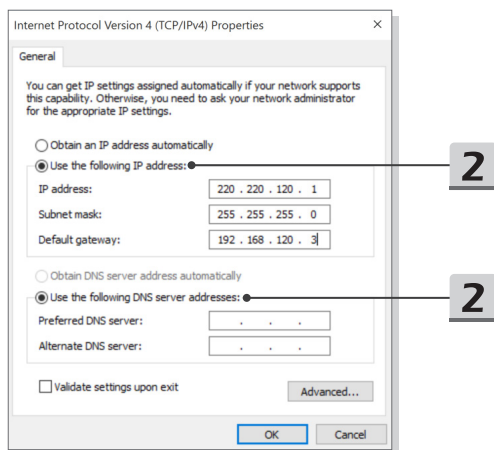 Internet Protocol Version 4 (TCP/IPv4) Properties
General
You can get IP settings assigned automatically if your network supports
this capability. Otherwise, you need to ask your network administrator
for the appropriate IP settings.
Obtain an IP address automatically
Use the following IP address:
2
IP address: 220 . 220 . 120 . 1
Subnet mask: 255 . 255 . 255 . 0
Default gateway: 192 . 168 . 120 . 3
Obtain DNS server address automatically
Use the following DNS server addresses:
2
Preferred DNS server: . . .
Alternate DNS server: . . .
Validate settings upon exit
Advanced...
OK Cancel